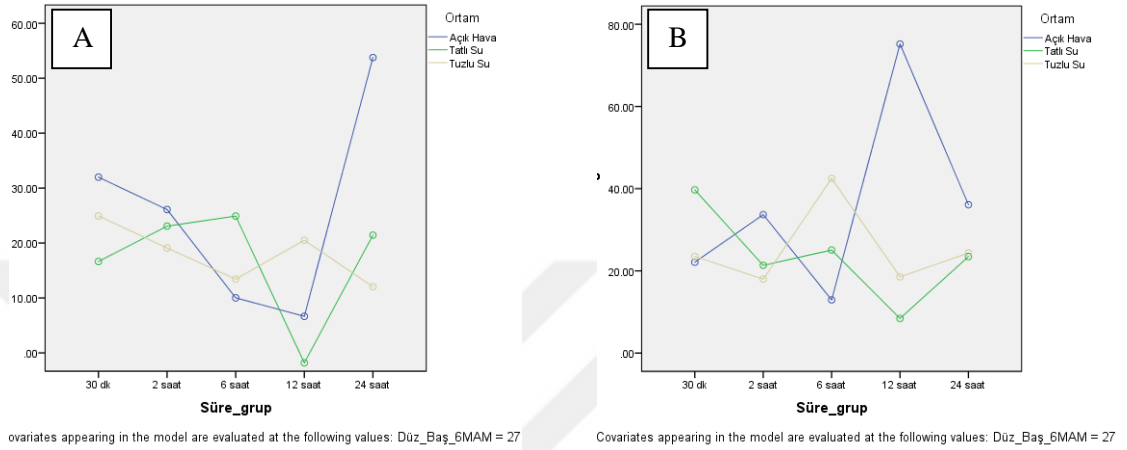 A
60.00
50.00
40.00
30.00
20.00
10.00
.00
30 dk
2 saat
6 saat
12 saat
24 saat
Süre_grup
Ortam
Açık Hava
Tatlı Su
Tuzlu Su
ovariates appearing in the model are evaluated at the following values: Düz_Baş_6MAM = 27
B
80.00
60.00
40.00
20.00
.00
30 dk
2 saat
6 saat
12 saat
24 saat
Süre_grup
Ortam
Açık Hava
Tatlı Su
Tuzlu Su
Covariates appearing in the model are evaluated at the following values: Düz_Baş_6MAM = 27